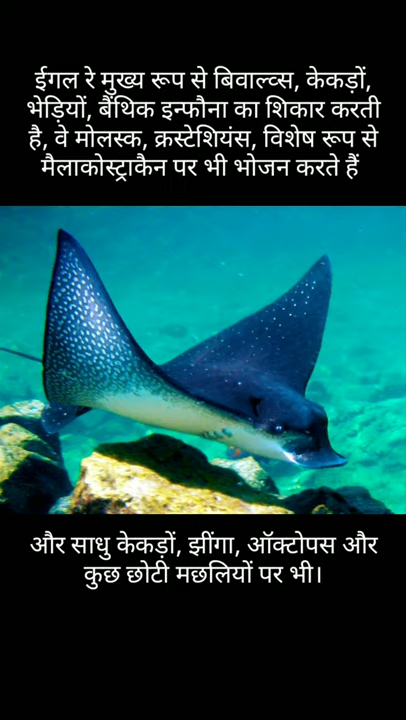 ईगल रे मुख्य रूप से बिवाल्व्स, केकड़ों,
भेड़ियों, बैंथिक इन्फौना का शिकार करती
है, वे मोलस्क, क्रस्टेशियंस, विशेष रूप से
मैलाकोस्ट्राकैन पर भी भोजन करते हैं
और साधु केकड़ों, झींगा, ऑक्टोपस और
कुछ छोटी मछलियों पर भी।